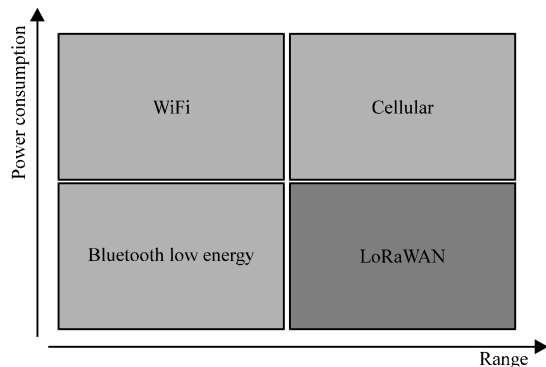 Power consumption
WiFi
Cellular
Bluetooth low energy
LoRaWAN
Range